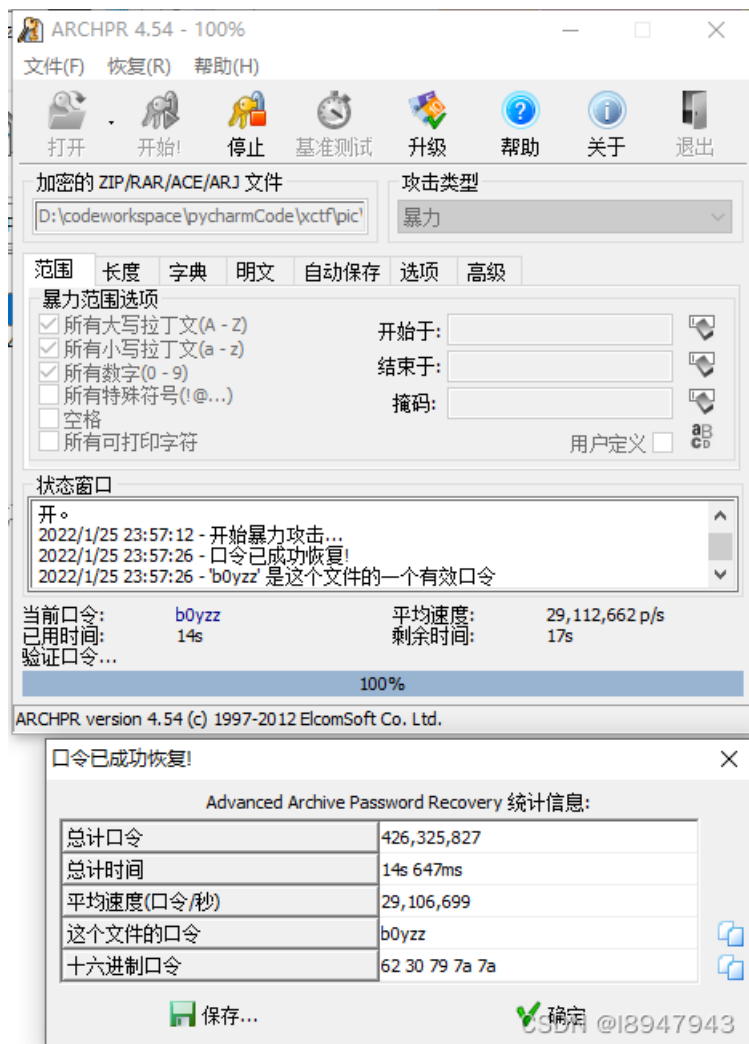 ARCHPR 4.54 - 100%
文件(F) 恢复(R) 帮助(H)
打开 开始! 停止 基准测试 升级 帮助 关于 退出
加密的 ZIP/RAR/ACE/ARJ 文件 攻击类型
D:\codeworkspace\pycharmCode\xctf\pic\ 暴力
范围 长度 字典 明文 自动保存 选项 高级
暴力范围选项
所有大写拉丁文(A - Z) 开始于:
所有小写拉丁文(a - z)
所有数字(0 - 9) 结束于:
所有特殊符号(!@...) 掩码:
空格
所有可打印字符 用户定义
状态窗口
开。
2022/1/25 23:57:12 - 开始暴力攻击...
2022/1/25 23:57:26 - 口令已成功恢复!
2022/1/25 23:57:26 - 'b0yzz' 是这个文件的一个有效口令
当前口令: b0yzz 平均速度: 29,112,662 p/s
已用时间: 14s 剩余时间: 17s
验证口令...
100%
ARCHPR version 4.54 (c) 1997-2012 ElcomSoft Co. Ltd.
口令已成功恢复!
Advanced Archive Password Recovery 统计信息:
总计口令 426,325,827
总计时间 14s 647ms
平均速度(口令/秒) 29,106,699
这个文件的口令 b0yzz
十六进制口令 62 30 79 7a 7a
保存... 确定
CSDN @l8947943